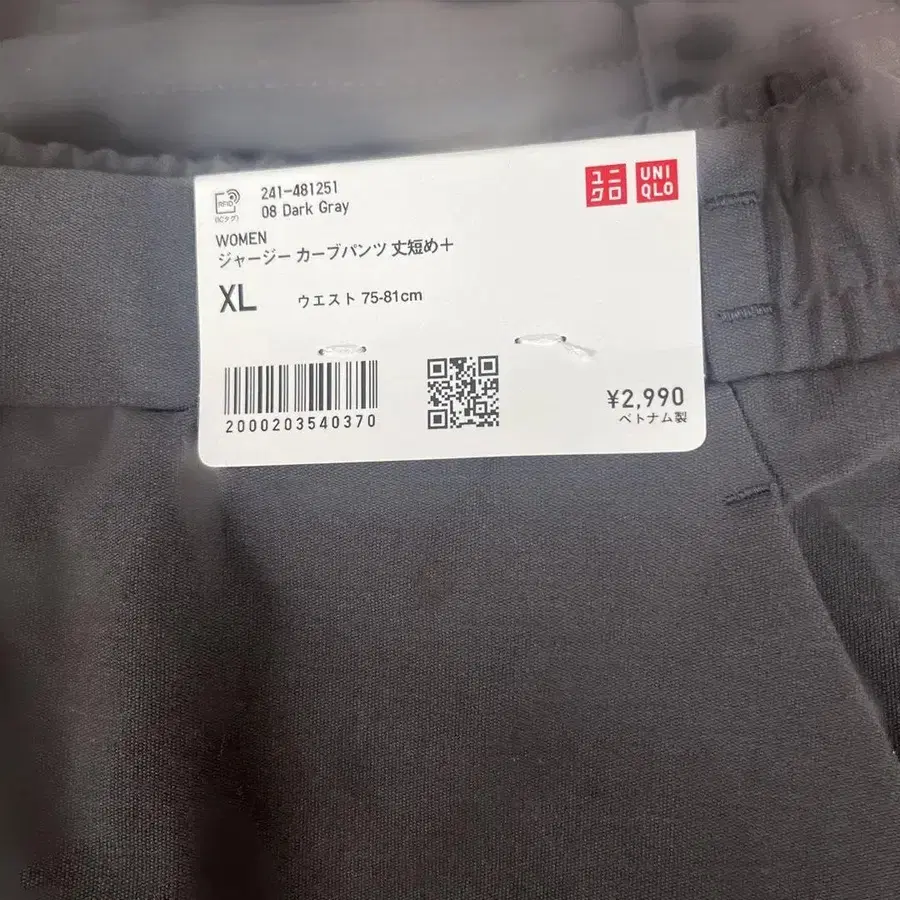 RFID
(ICタグ)
241-481251
08 Dark Gray
ユニ
クロ
UNI
QLO
WOMEN
ジャージー カーブパンツ 丈短め+
XL ウエスト 75-81cm
2000203540370
¥2,990
ベトナム製